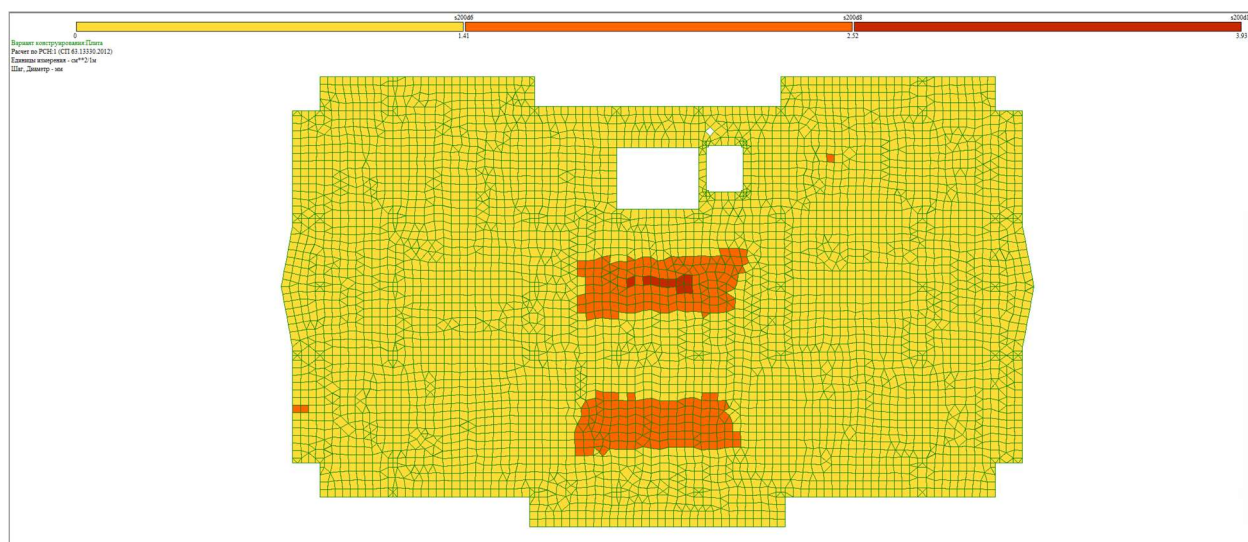 s200d6 s200d8
0 1.41 2.52 3.93
Вариант конструирования:Плита
Расчет по РСН:1 (СП 63.13330.2012)
Единицы измерения - см**2/1м
Шаг, Диаметр - мм